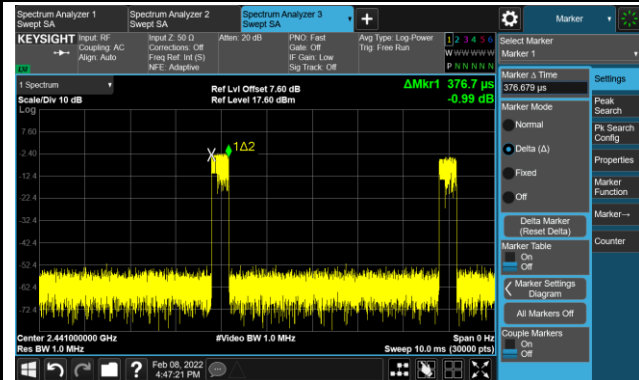 Spectrum Analyzer 1
Swept SA
Spectrum Analyzer 2
Swept SA
Spectrum Analyzer 3
Swept SA
Marker
KEYSIGHT
Input: RF
Coupling: AC
Align: Auto
Input Z: 50 Ω
Corrections: Off
Freq Ref: Int (S)
NFE: Adaptive
Atten: 20 dB
PNO: Fast
Gate: Off
IF Gain: Low
Sig Track: Off
Avg Type: Log-Power
Trig: Free Run
1 2 3 4 5 6
W W W W W W
P N N N N N
Select Marker
Marker 1
Marker Δ Time
376.679 µs
Settings
Marker Mode
Normal
Delta (Δ)
Fixed
Off
Delta Marker
(Reset Delta)
Marker Table
On
Off
Marker Settings
Diagram
All Markers Off
Couple Markers
On
Off
Peak
Search
Pk Search
Config
Properties
Marker
Function
Marker→
Counter
1 Spectrum
Scale/Div 10 dB
Log
Ref Lvl Offset 7.60 dB
Ref Level 17.60 dBm
ΔMkr1 376.7 µs
-0.99 dB
7.60
-2.40
-12.4
-22.4
-32.4
-42.4
-52.4
-62.4
-72.4
X
1Δ2
Center 2.441000000 GHz
Res BW 1.0 MHz
#Video BW 1.0 MHz
Span 0 Hz
Sweep 10.0 ms (30000 pts)
?
Feb 08, 2022
4:47:21 PM